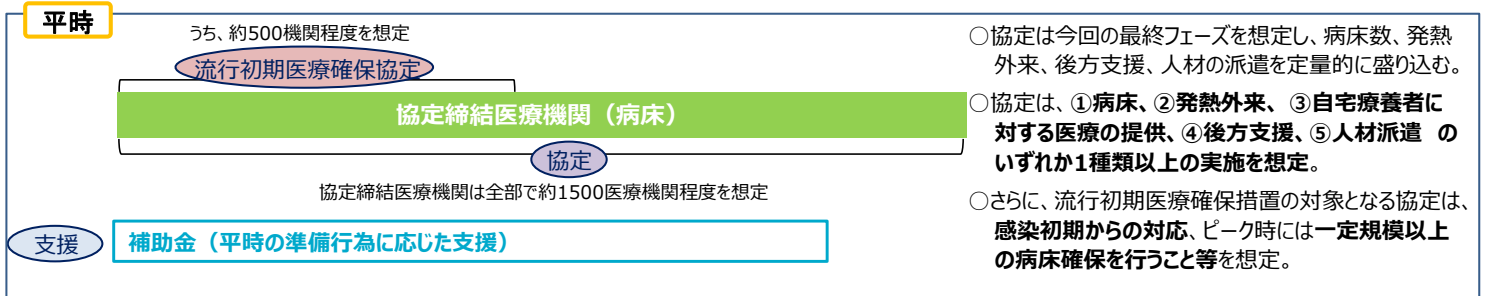 平時
うち、約500機関程度を想定
流行初期医療確保協定
協定締結医療機関（病床）
協定
協定締結医療機関は全部で約1500医療機関程度を想定
支援
補助金（平時の準備行為に応じた支援）
○協定は今回の最終フェーズを想定し、病床数、発熱
外来、後方支援、人材の派遣を定量的に盛り込む。
○協定は、①病床、②発熱外来、 ③自宅療養者に
対する医療の提供、④後方支援、⑤人材派遣 の
いずれか1種類以上の実施を想定。
○さらに、流行初期医療確保措置の対象となる協定は、
感染初期からの対応、ピーク時には一定規模以上
の病床確保を行うこと等を想定。